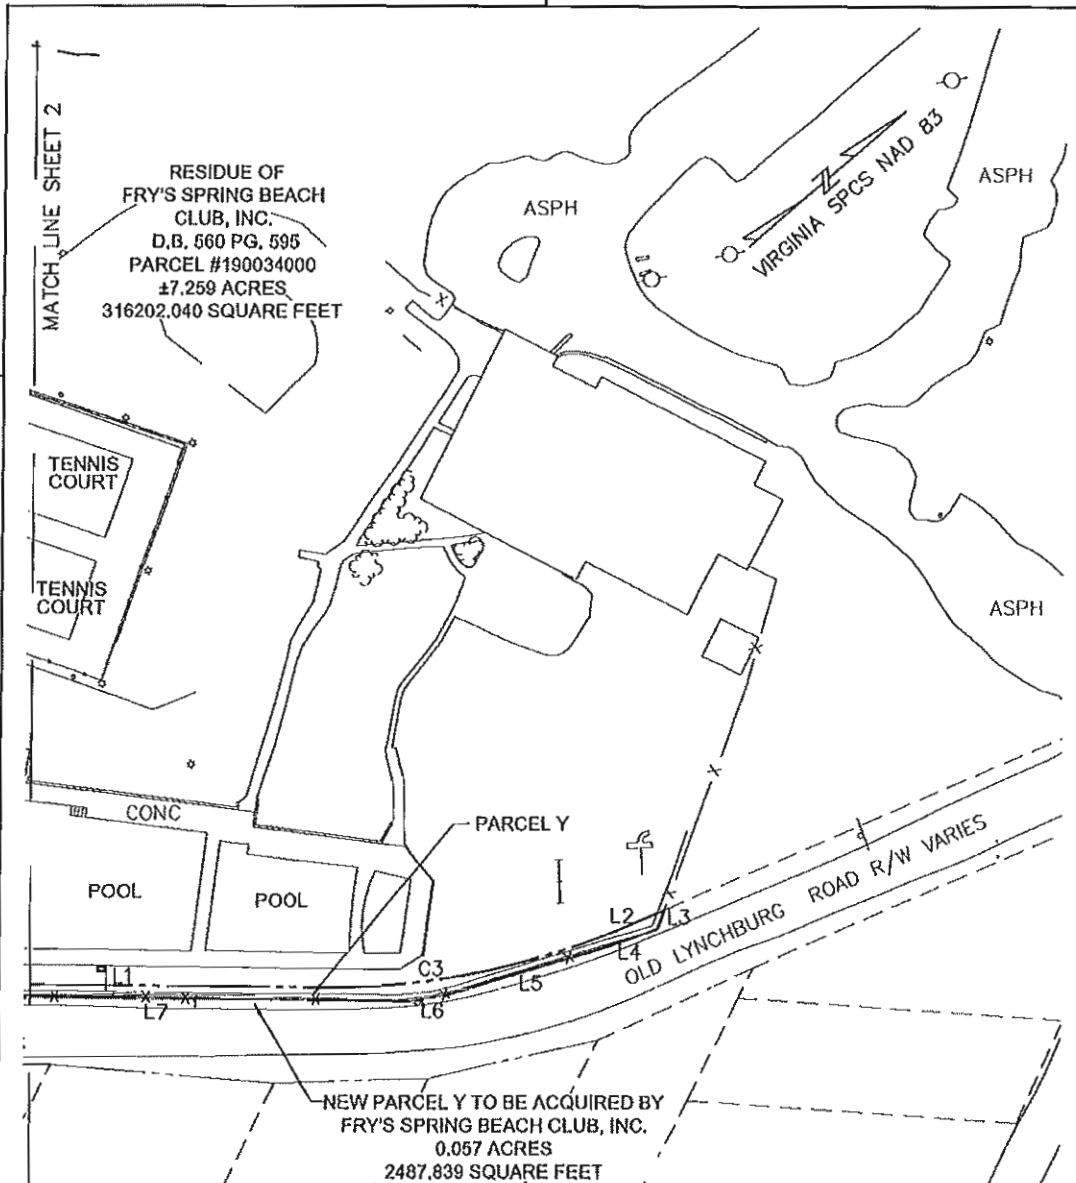 MATCH LINE SHEET 2
RESIDUE OF
FRY'S SPRING BEACH
CLUB, INC.
D.B. 560 PG. 595
PARCEL #190034000
±7.259 ACRES
316202.040 SQUARE FEET
ASPH
N
VIRGINIA SPCS NAD 83
ASPH
TENNIS
COURT
TENNIS
COURT
ASPH
CONC
PARCEL Y
POOL
POOL
L2
L3
L4
OLD LYNCHBURG ROAD R/W VARIES
C3
L1
L5
L7
L6
NEW PARCEL Y TO BE ACQUIRED BY
FRY'S SPRING BEACH CLUB, INC.
0.057 ACRES
2487.839 SQUARE FEET